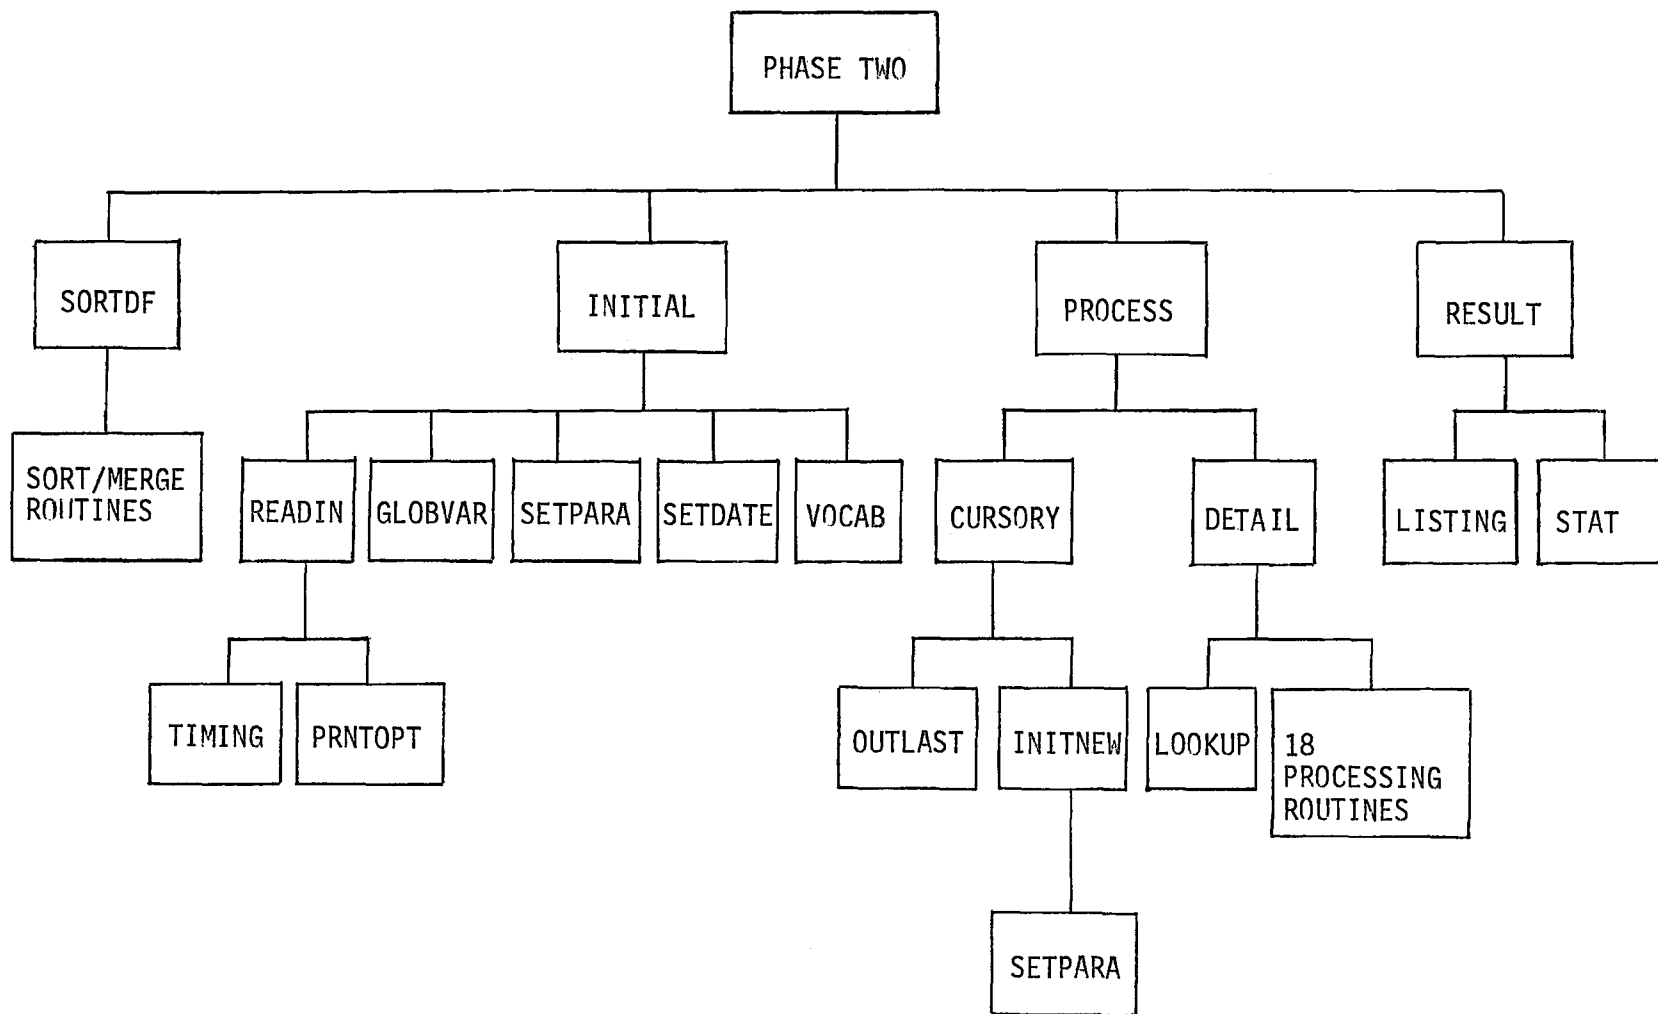 PHASE TWO
SORTDF
INITIAL
PROCESS
RESULT
SORT/MERGE
ROUTINES
READIN
GLOBVAR
SETPARA
SETDATE
VOCAB
CURSORY
DETAIL
LISTING
STAT
TIMING
PRNTOPT
OUTLAST
INITNEW
LOOKUP
18
PROCESSING
ROUTINES
SETPARA